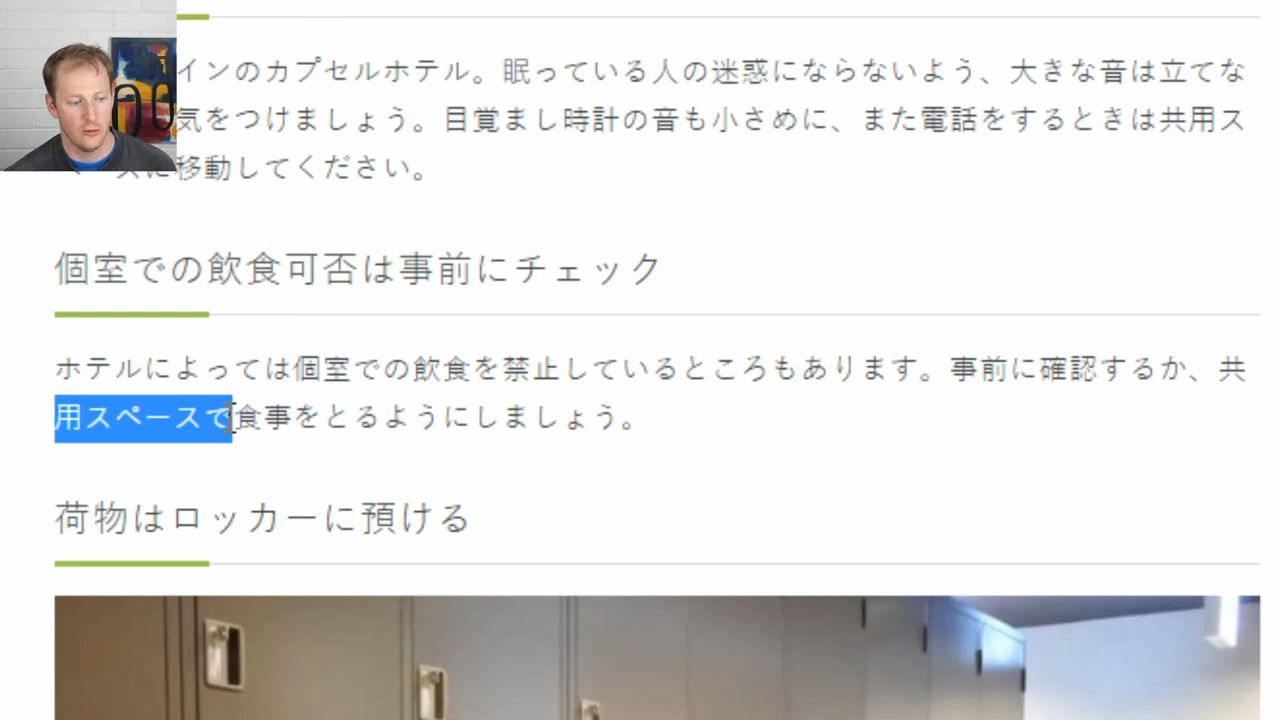 インのカプセルホテル。眠っている人の迷惑にならないよう、大きな音は立てな
気をつけましょう。目覚まし時計の音も小さめに、また電話をするときは共用ス
に移動してください。
個室での飲食可否は事前にチェック
ホテルによっては個室での飲食を禁止しているところもあります。事前に確認するか、共
用スペースで食事をとるようにしましょう。
荷物はロッカーに預ける